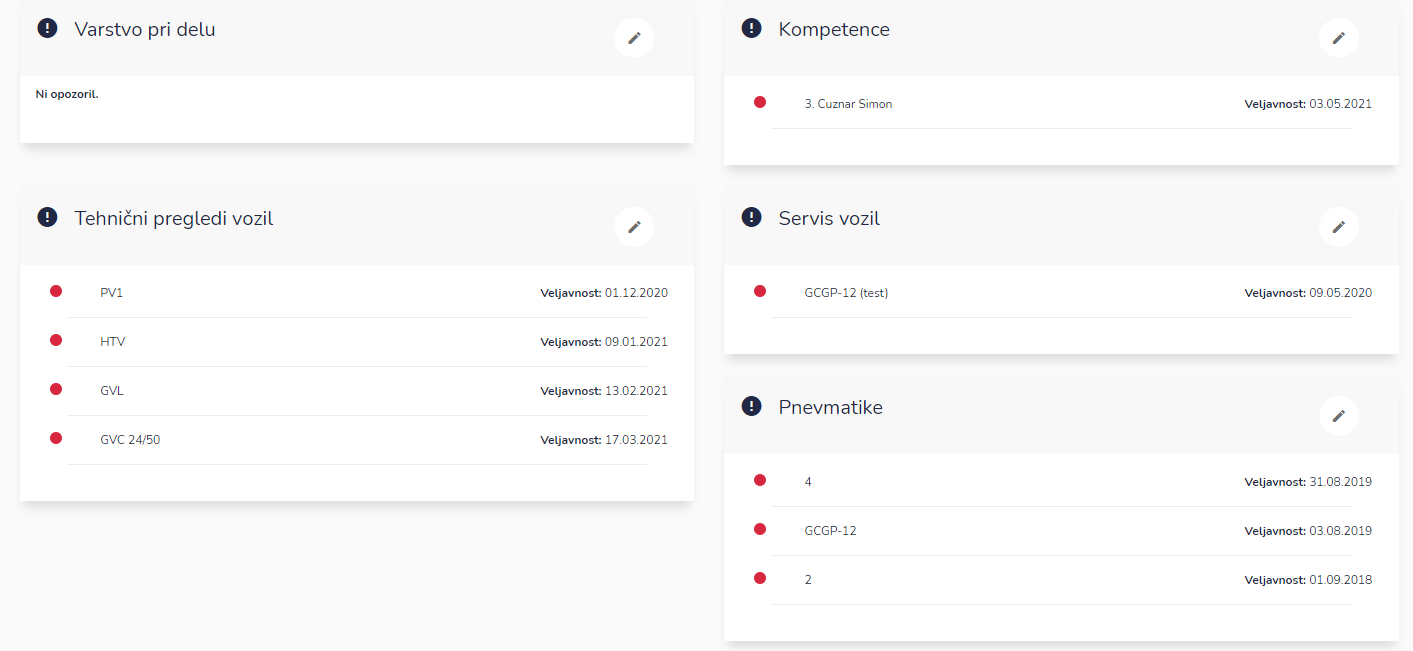 Varstvo pri delu
Ni opozoril.
Kompetence
3. Cuznar Simon Veljavnost: 03.05.2021
Tehnični pregledi vozil
PV1 Veljavnost: 01.12.2020
HTV Veljavnost: 09.01.2021
GVL Veljavnost: 13.02.2021
GVC 24/50 Veljavnost: 17.03.2021
Servis vozil
GCGP-12 (test) Veljavnost: 09.05.2020
Pnevmatike
4 Veljavnost: 31.08.2019
GCGP-12 Veljavnost: 03.08.2019
2 Veljavnost: 01.09.2018